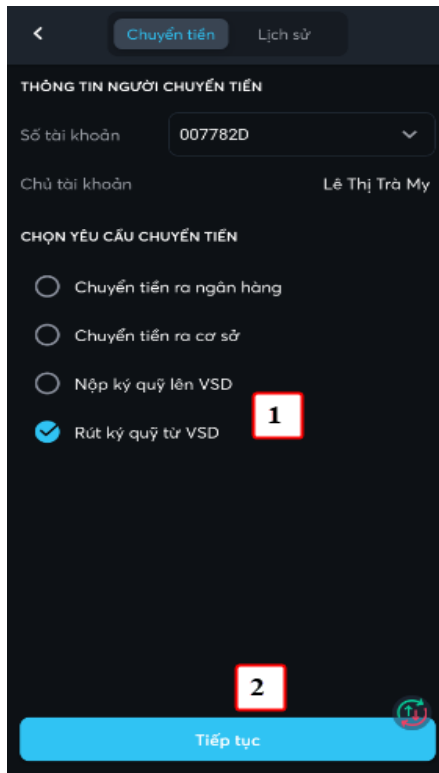 Chuyển tiền Lịch sử
THÔNG TIN NGƯỜI CHUYỂN TIỀN
Số tài khoản 007782D
Chủ tài khoản Lê Thị Trà My
CHỌN YÊU CẦU CHUYỂN TIỀN
Chuyển tiền ra ngân hàng
Chuyển tiền ra cơ sở
Nộp ký quỹ lên VSD
1
Rút ký quỹ từ VSD
2
Tiếp tục